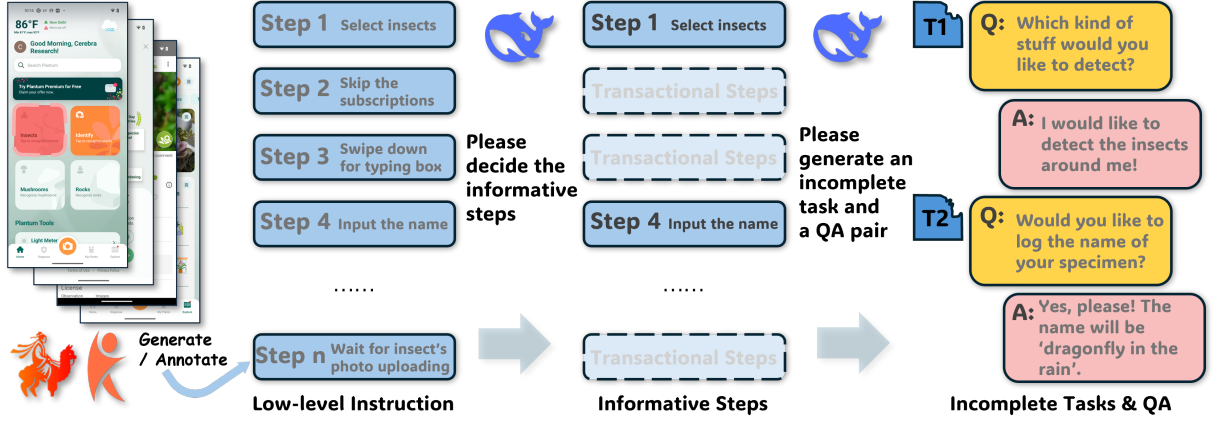 86°F
New Delhi
Good Morning, Cerebra
Research!
Search Plantum
Try Plantum Premium for Free
Claim your offer now.
Insects
Identify
Mushrooms
Rocks
Plantum Tools
Light Meter
Generate
/ Annotate
Step 1 Select insects
Step 2 Skip the
subscriptions
Step 3 Swipe down
for typing box
Step 4 Input the name
......
Step n Wait for insect's
photo uploading
Low-level Instruction
Please
decide the
informative
steps
Step 1 Select insects
Transactional Steps
Transactional Steps
Step 4 Input the name
......
Transactional Steps
Informative Steps
Please
generate an
incomplete
task and
a QA pair
T1
Q: Which kind of
stuff would you
like to detect?
A: I would like to
detect the insects
around me!
T2
Q: Would you like to
log the name of
your specimen?
A: Yes, please! The
name will be
‘dragonfly in the
rain’.
Incomplete Tasks & QA